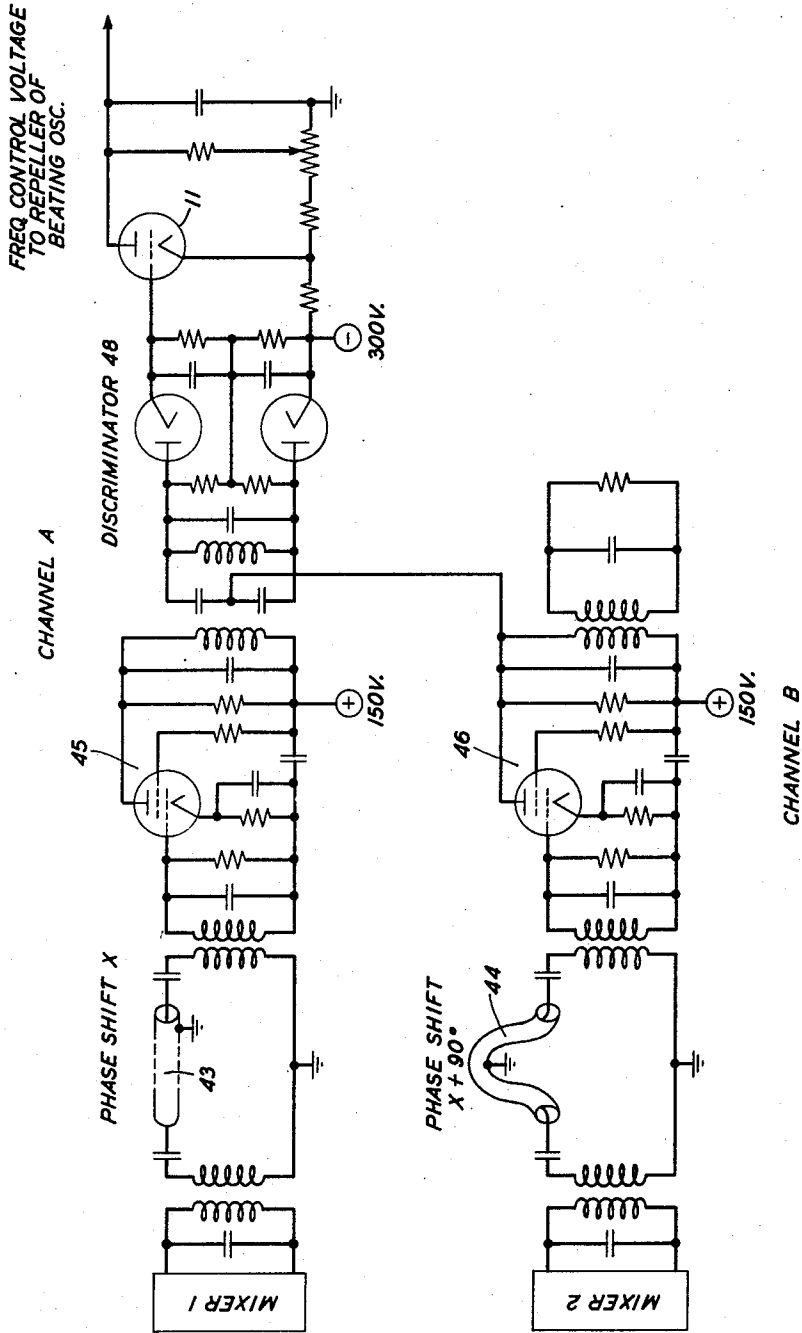 FREQ. CONTROL VOLTAGE
TO REPELLER OF
BEATING OSC.
11
DISCRIMINATOR 48
300V.
CHANNEL A
45
150V.
PHASE SHIFT X
43
MIXER 1
46
150V.
CHANNEL B
PHASE SHIFT
X + 90°
44
MIXER 2